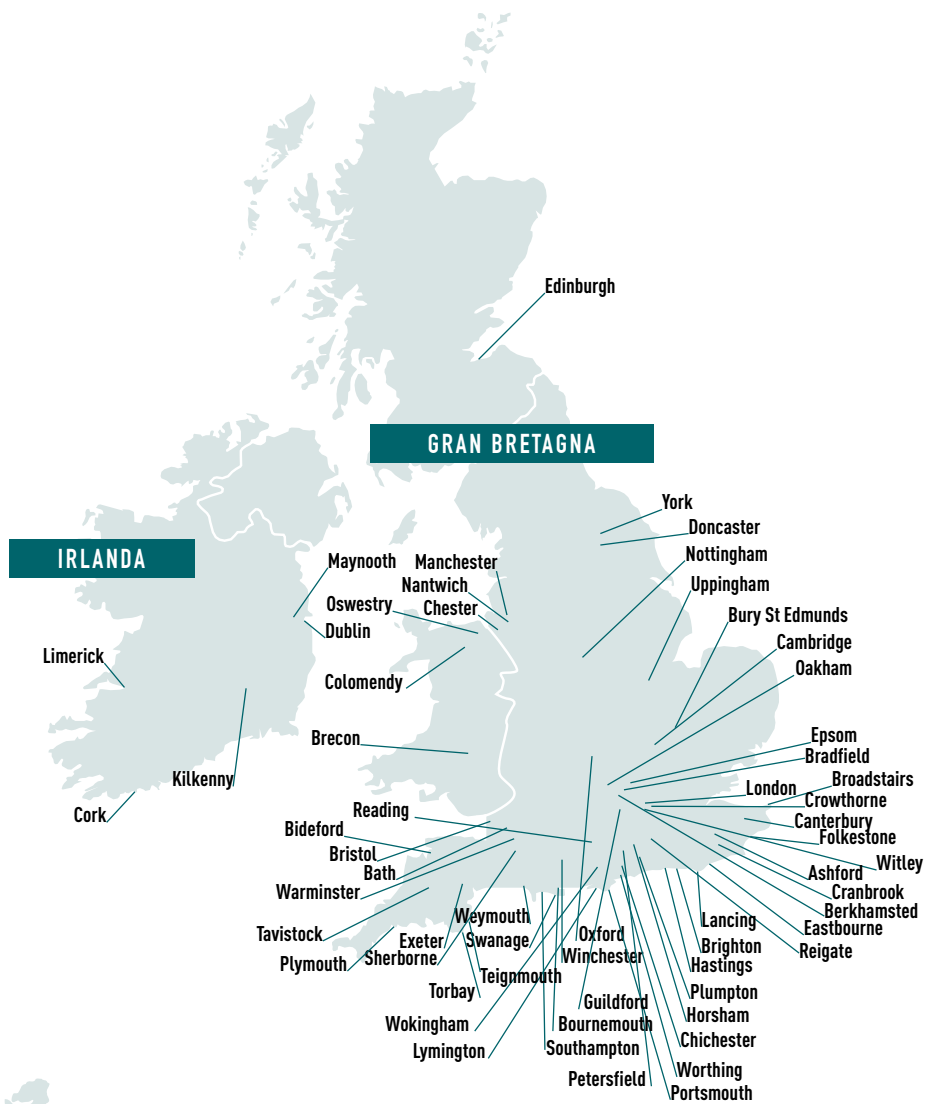 Edinburgh
GRAN BRETAGNA
York
Doncaster
IRLANDA
Maynooth
Manchester
Nottingham
Nantwich
Uppingham
Oswestry
Chester
Bury St Edmunds
Dublin
Cambridge
Limerick
Oakham
Colomendy
Brecon
Epsom
Bradfield
Kilkenny
Broadstairs
London
Crowthorne
Cork
Reading
Canterbury
Bideford
Folkestone
Bristol
Witley
Bath
Ashford
Warminster
Cranbrook
Berkhamsted
Weymouth
Lancing
Eastbourne
Tavistock
Exeter
Swanage
Oxford
Brighton
Reigate
Sherborne
Winchester
Plymouth
Hastings
Teignmouth
Torbay
Plumpton
Guildford
Horsham
Wokingham
Bournemouth
Chichester
Lymington
Southampton
Worthing
Petersfield
Portsmouth